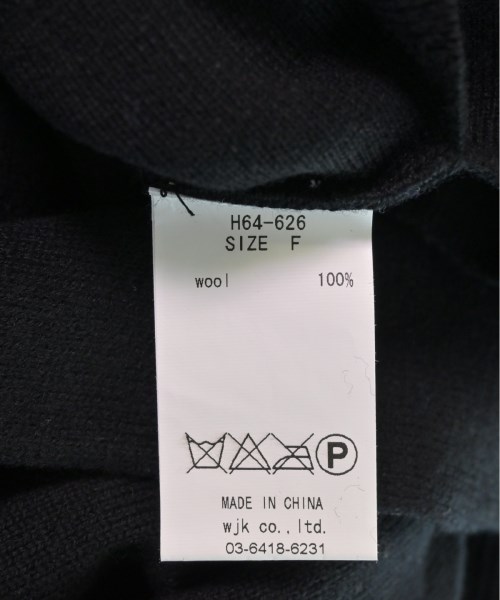 H64-626
SIZE F
wool 100%
P
MADE IN CHINA
wjk co.,ltd.
03-6418-6231